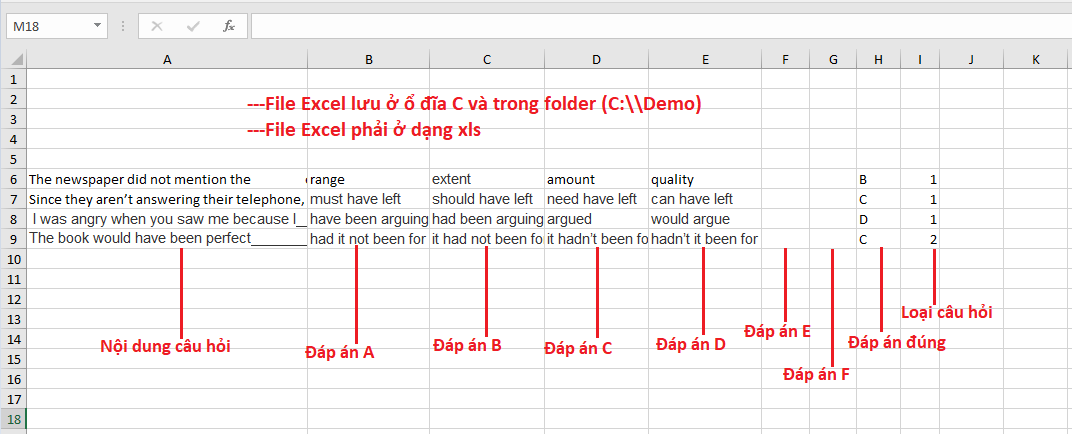 M18 fx
A B C D E F G H I J K
1
2
---File Excel lưu ở ổ đĩa C và trong folder (C:\\Demo)
3
---File Excel phải ở dạng xls
4
5
6 The newspaper did not mention the range extent amount quality B 1
7 Since they aren't answering their telephone, must have left should have left need have left can have left C 1
8 I was angry when you saw me because I__ have been arguing had been arguing argued would argue D 1
9 The book would have been perfect_______ had it not been for it had not been fo it hadn't been fo hadn't it been for C 2
10
11
12
13
Loại câu hỏi
Đáp án E
14
Nội dung câu hỏi Đáp án A Đáp án B Đáp án C Đáp án D Đáp án đúng
15
16
Đáp án F
17
18